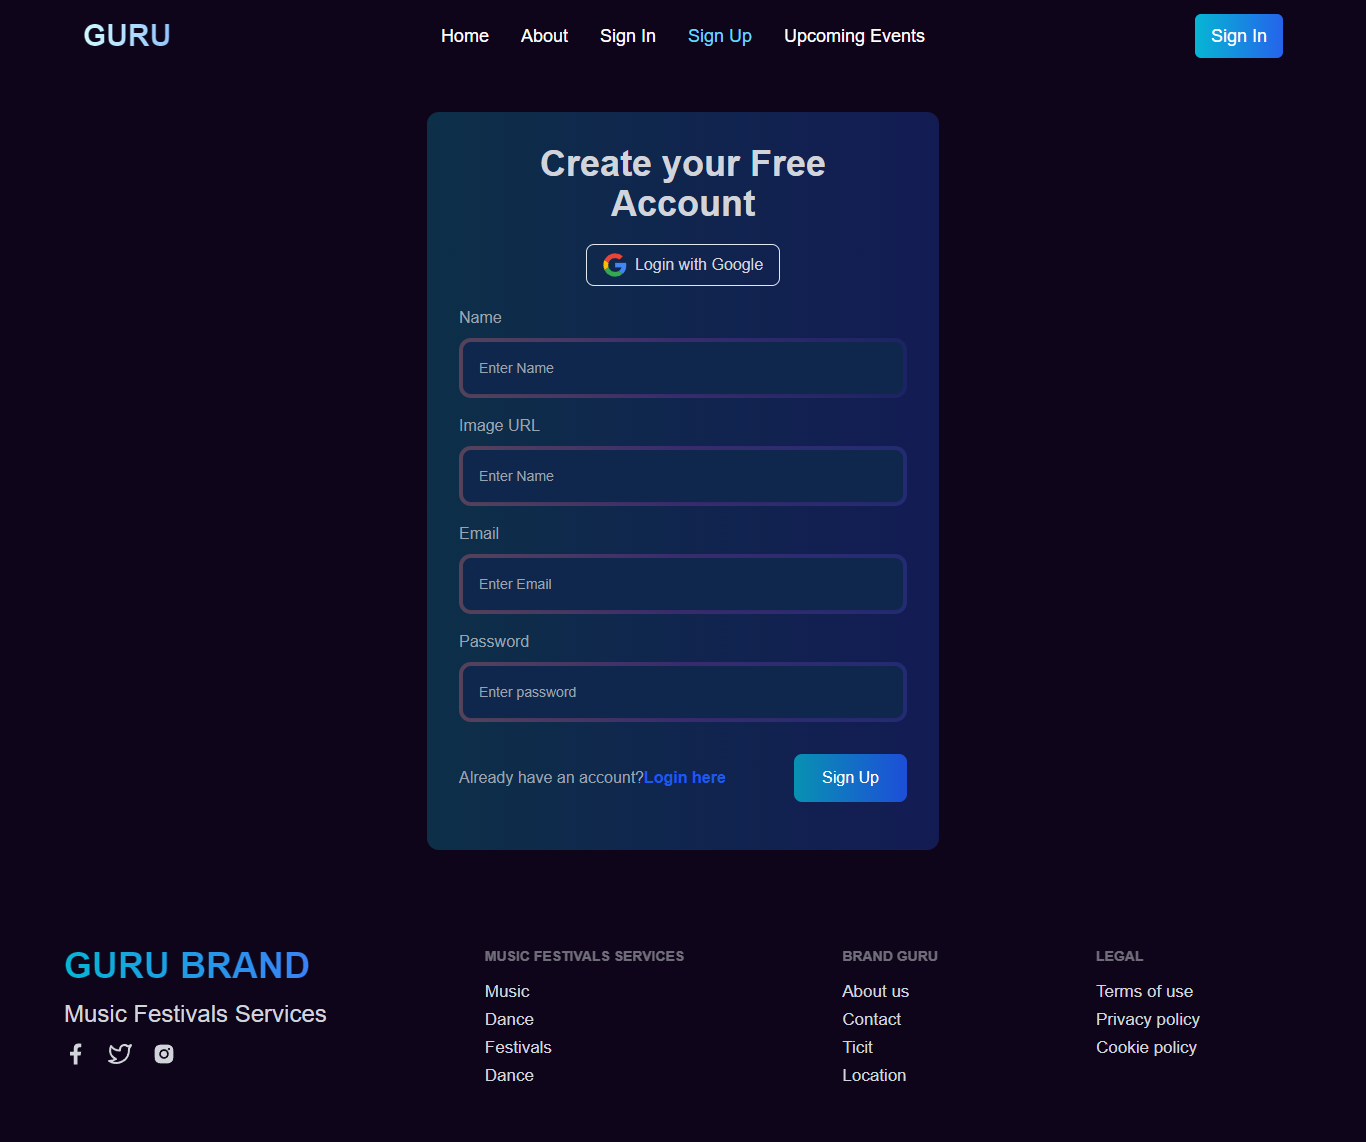 GURU
Home About Sign In Sign Up Upcoming Events
Sign In
Create your Free
Account
Login with Google
Name
Enter Name
Image URL
Enter Name
Email
Enter Email
Password
Enter password
Already have an account?Login here
Sign Up
GURU BRAND
Music Festivals Services
MUSIC FESTIVALS SERVICES
Music
Dance
Festivals
Dance
BRAND GURU
About us
Contact
Ticit
Location
LEGAL
Terms of use
Privacy policy
Cookie policy